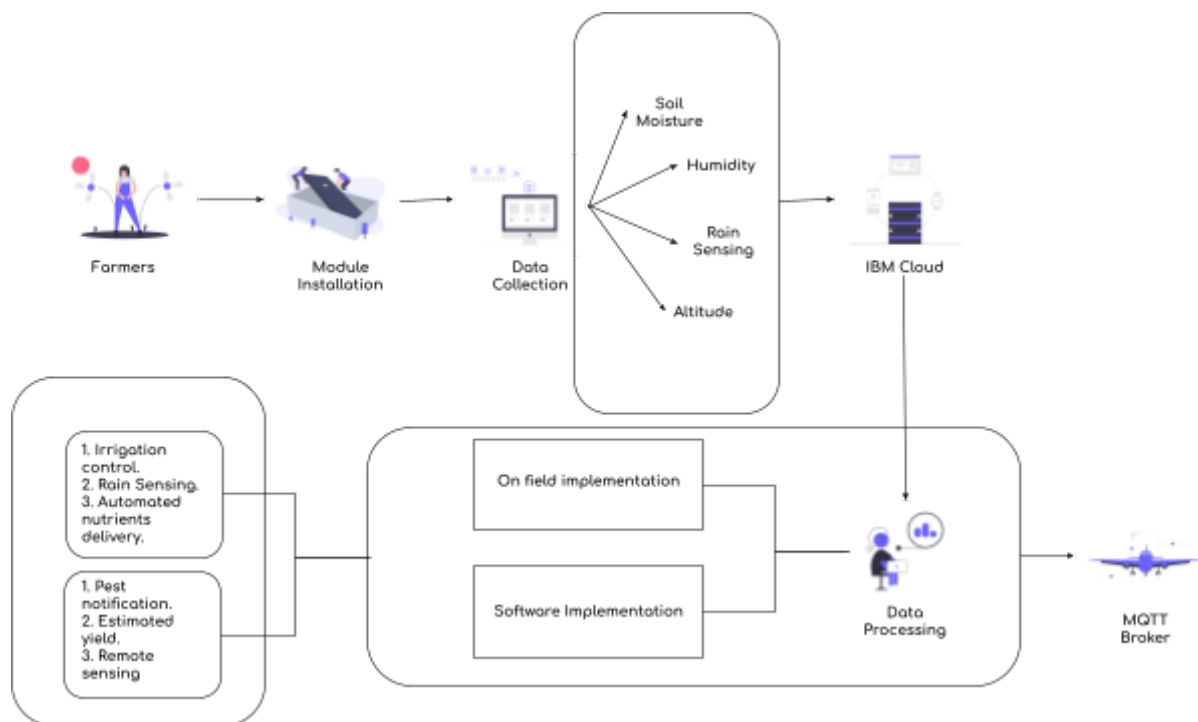 Soil
Moisture
Humidity
Rain
Sensing
Altitude
Farmers
Module
Installation
Data
Collection
IBM Cloud
1. Irrigation
control.
2. Rain Sensing.
3. Automated
nutrients
delivery.
1. Pest
notification.
2. Estimated
yield.
3. Remote
sensing
On field implementation
Software Implementation
Data
Processing
MQTT
Broker